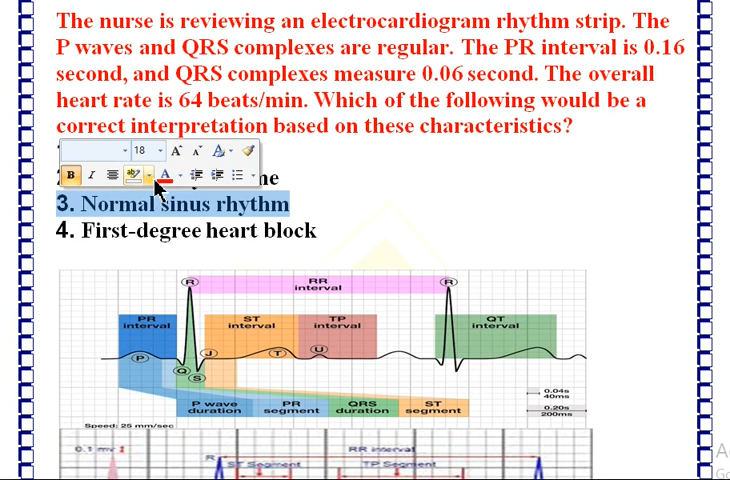 The nurse is reviewing an electrocardiogram rhythm strip. The
P waves and QRS complexes are regular. The PR interval is 0.16
second, and QRS complexes measure 0.06 second. The overall
heart rate is 64 beats/min. Which of the following would be a
correct interpretation based on these characteristics?
18 A A A
B I ab A
3. Normal sinus rhythm
4. First-degree heart block
R RR interval R
PR interval
ST interval
TP interval
QT interval
P Q S J T U
P wave duration
PR segment
QRS duration
ST segment
0.04s
40ms
0.20s
200ms
Speed: 25 mm/sec
0.1 mv
R
RR interval
ST Segment
TP Segment